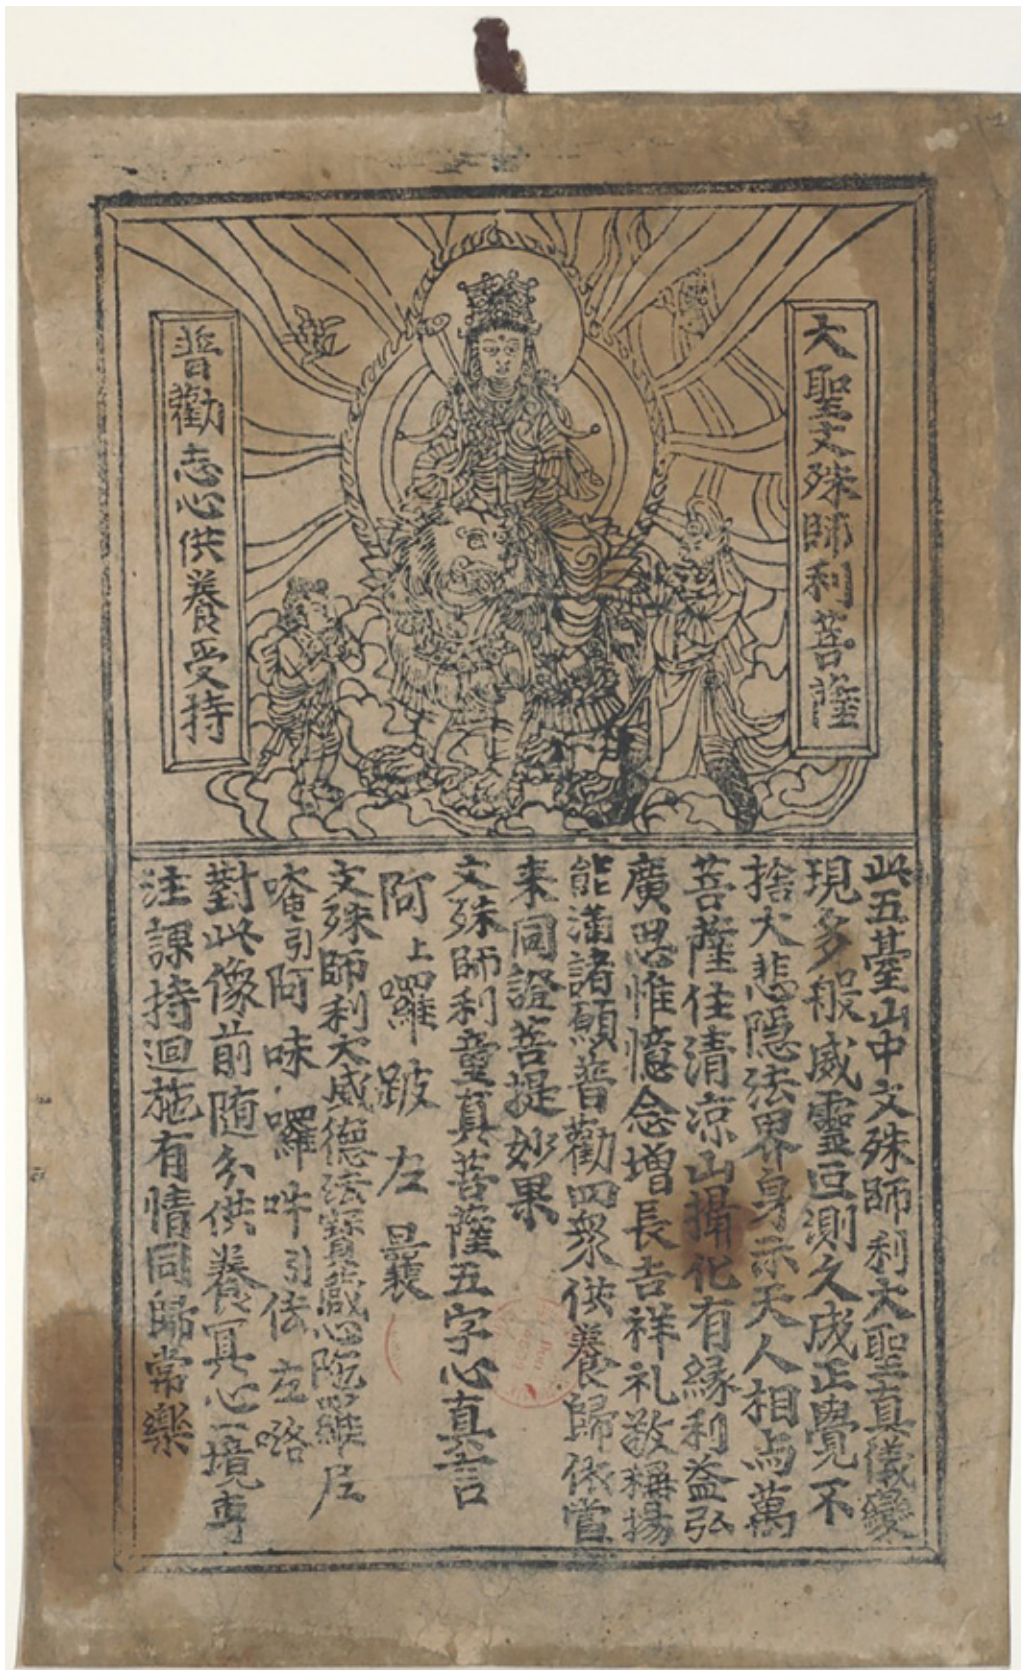 大聖文殊師利菩薩
普勸志心供養受持
此五臺山中文殊師利大聖真儀變
現多般威靈叵測久成正覺不
捨大悲隱法界身示天人相與萬
菩薩住清凉山攝化有緣利益弘
廣思惟憶念增長吉祥礼敬稱揚
能滿諸願普勸四衆供養歸依當
来同證菩提妙果
文殊師利童真菩薩五字心真言
阿上囉跛左曩
文殊師利大威德法寶藏心陁羅尼
唵引阿味囉吽引佉左咯
對此像前随分供養冥心一境專
注課持迴施有情同歸常樂